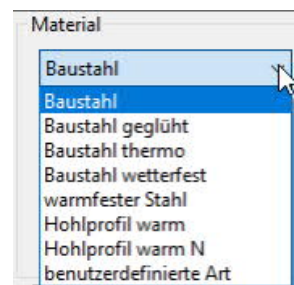 Material
Baustahl
Baustahl
Baustahl geglüht
Baustahl thermo
Baustahl wetterfest
warmfester Stahl
Hohlprofil warm
Hohlprofil warm N
benutzerdefinierte Art